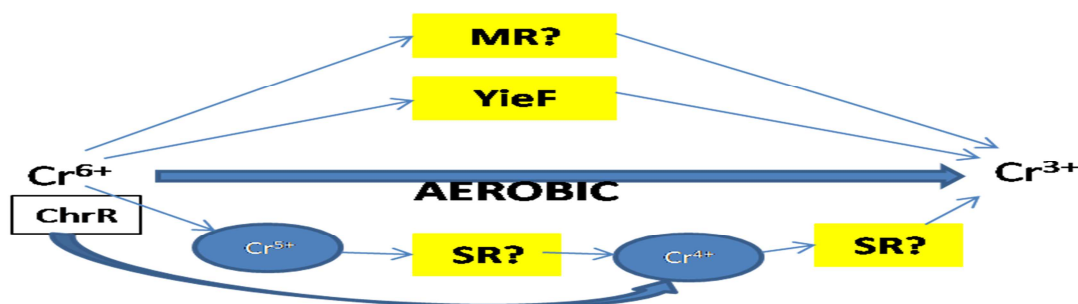 MR?
YieF
Cr⁶⁺
AEROBIC
Cr³⁺
ChrR
Cr⁵⁺
SR?
Cr⁴⁺
SR?